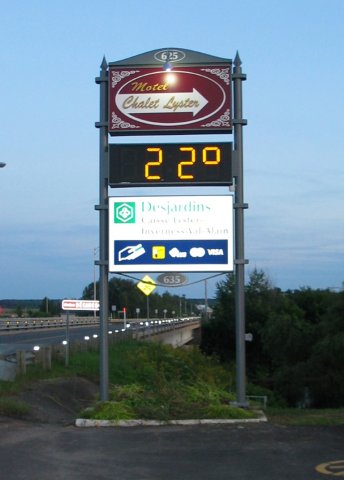 625
Motel
Chalet Lyster
22°
Desjardins
Caisse Lyster
Inverness-Val-Alain
VISA
635